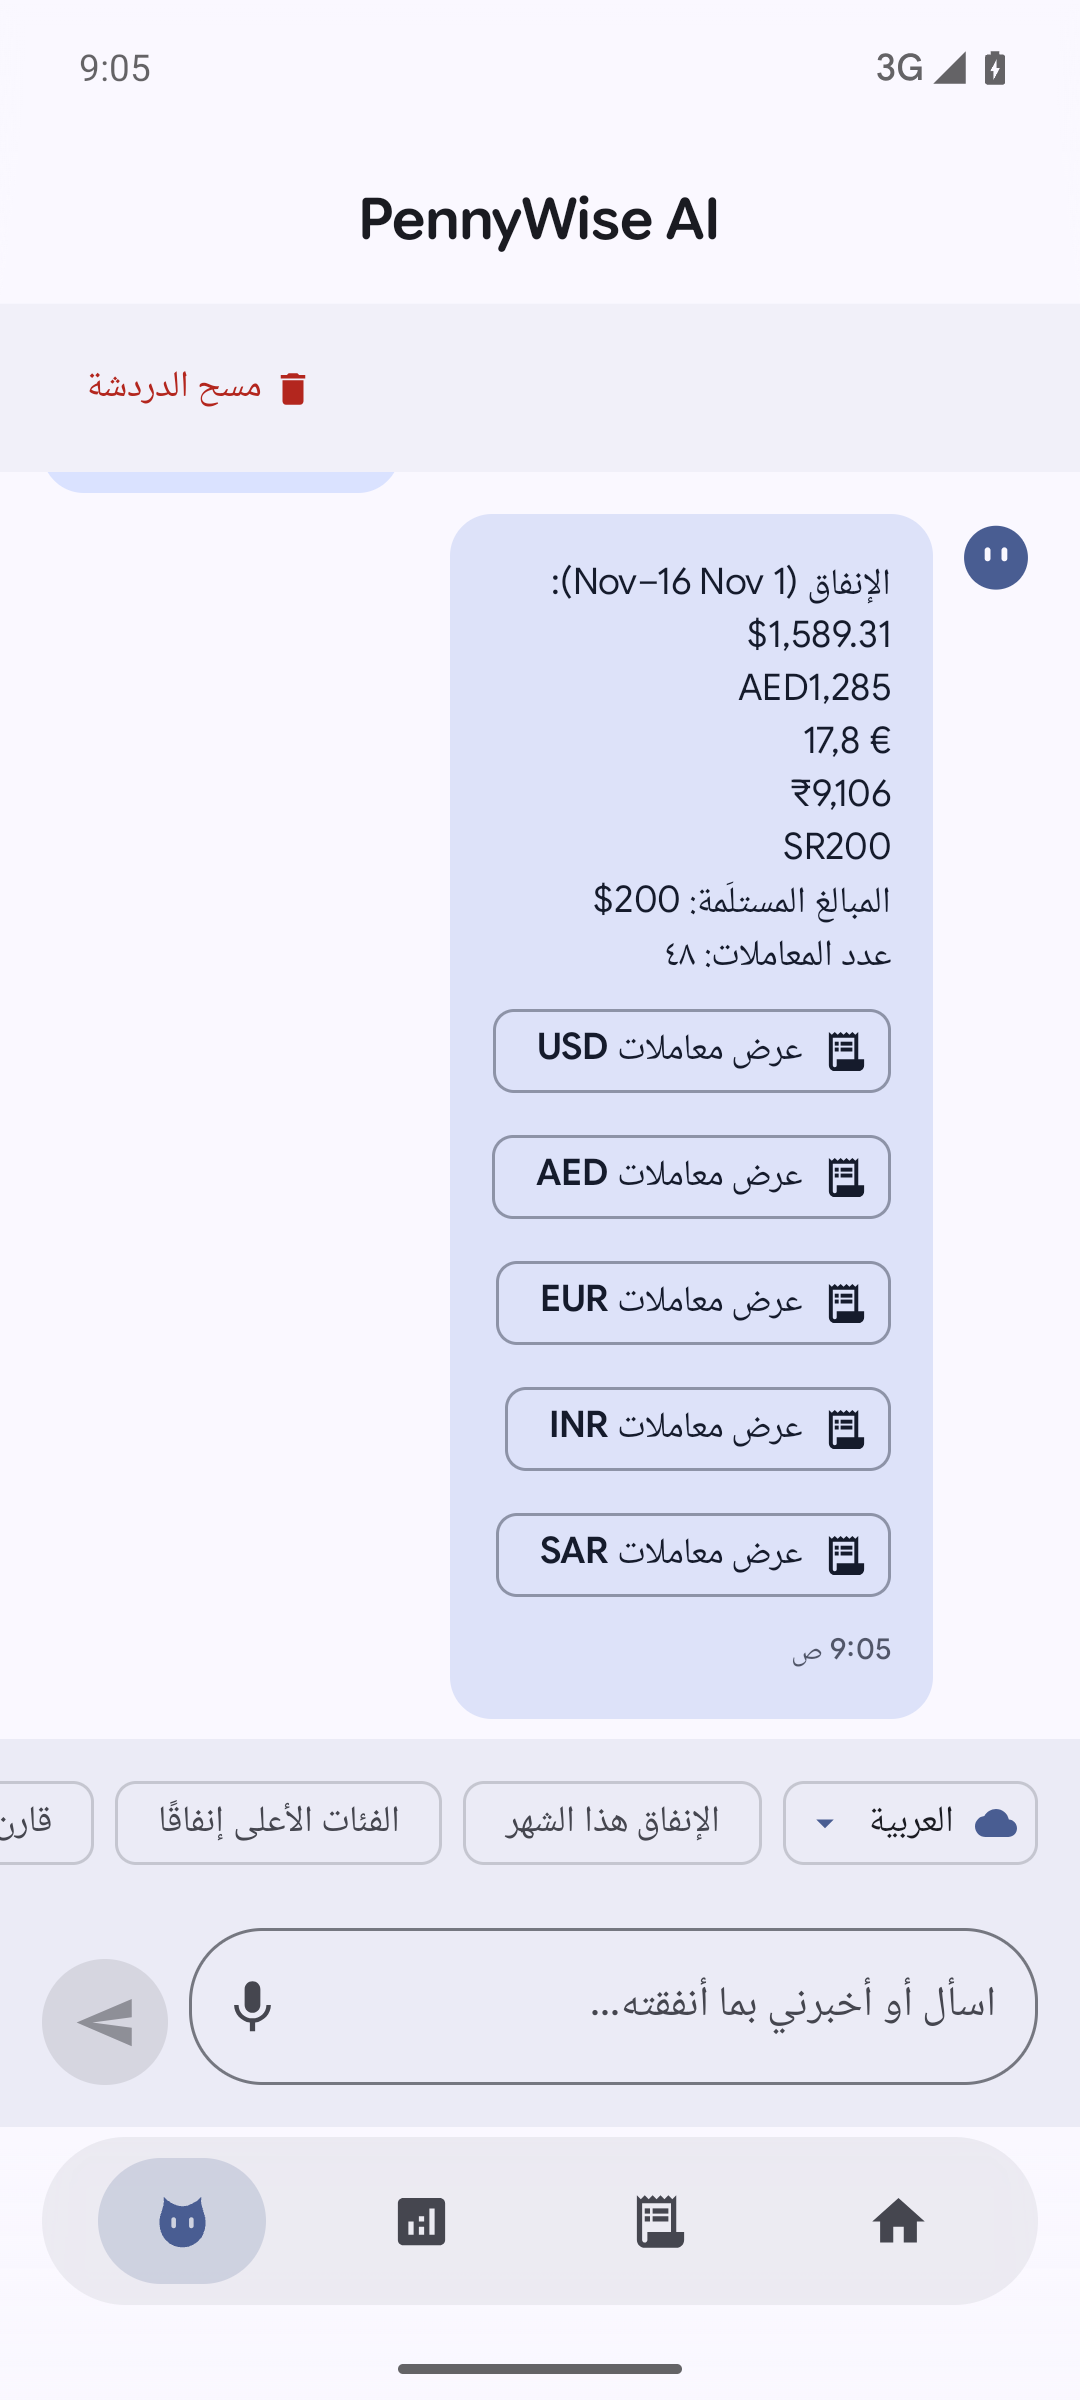 9:05
3G
PennyWise AI
مسح الدردشة
الإنفاق (1 Nov–16 Nov):
$1,589.31
AED1,285
17,8 €
₹9,106
SR200
المبالغ المستلَمة: $200
عدد المعاملات: ٤٨
عرض معاملات USD
عرض معاملات AED
عرض معاملات EUR
عرض معاملات INR
عرض معاملات SAR
9:05 ص
العربية
الإنفاق هذا الشهر
الفئات الأعلى إنفاقًا
قارن
اسأل أو أخبرني بما أنفقته...